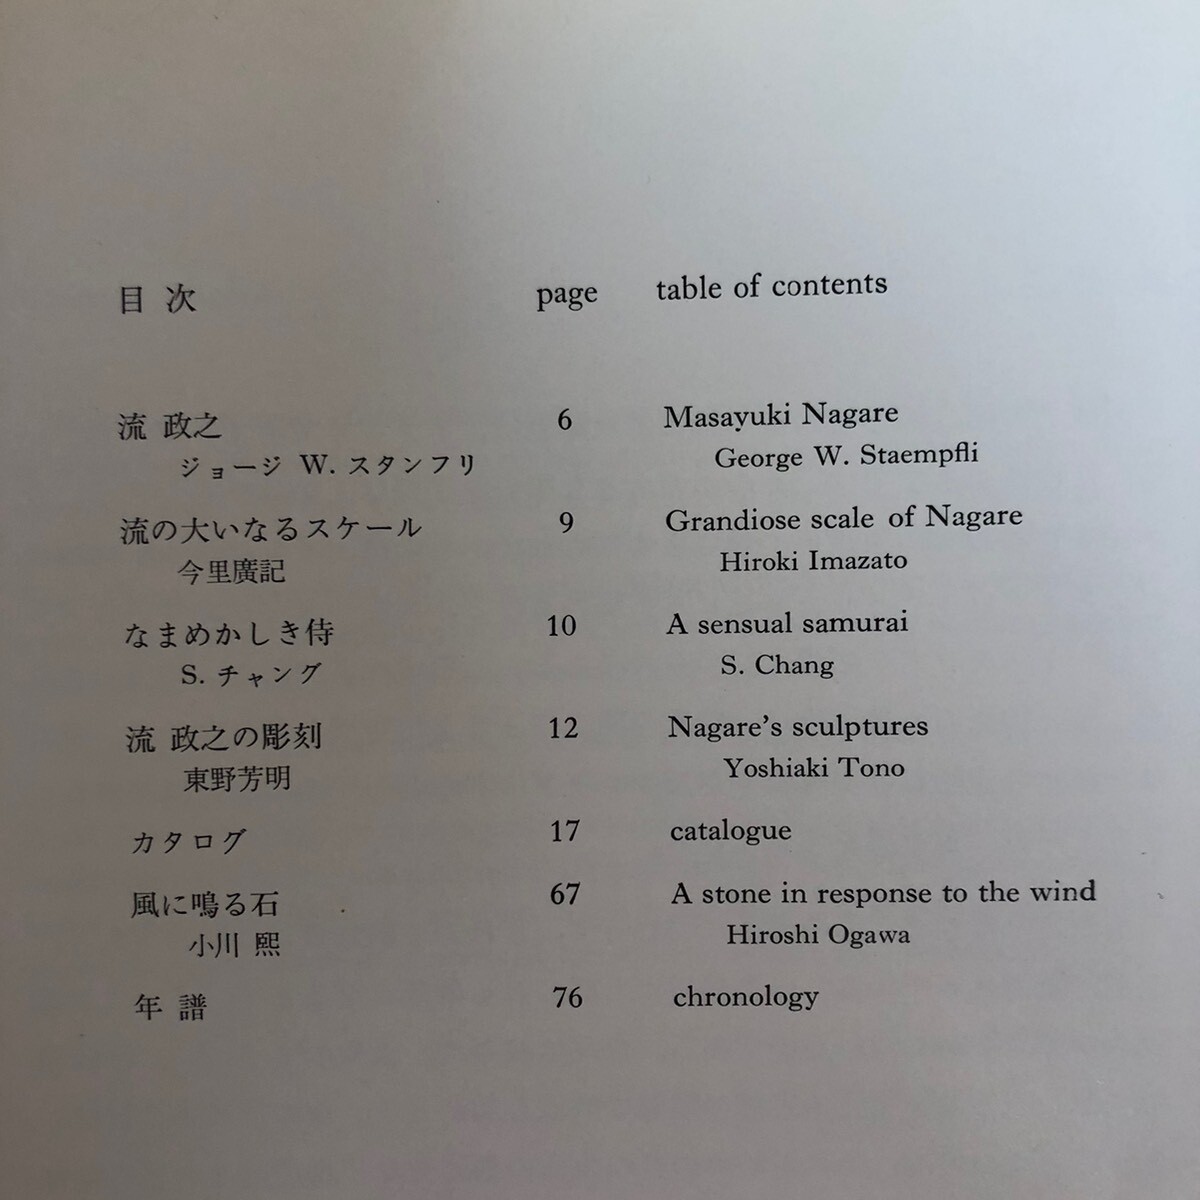 目次 page table of contents
流 政之 6 Masayuki Nagare
ジョージ W. スタンフリ George W. Staempfli
流の大いなるスケール 9 Grandiose scale of Nagare
今里廣記 Hiroki Imazato
なまめかしき侍 10 A sensual samurai
S. チャング S. Chang
流 政之の彫刻 12 Nagare's sculptures
東野芳明 Yoshiaki Tono
カタログ 17 catalogue
風に鳴る石 67 A stone in response to the wind
小川 熙 Hiroshi Ogawa
年譜 76 chronology